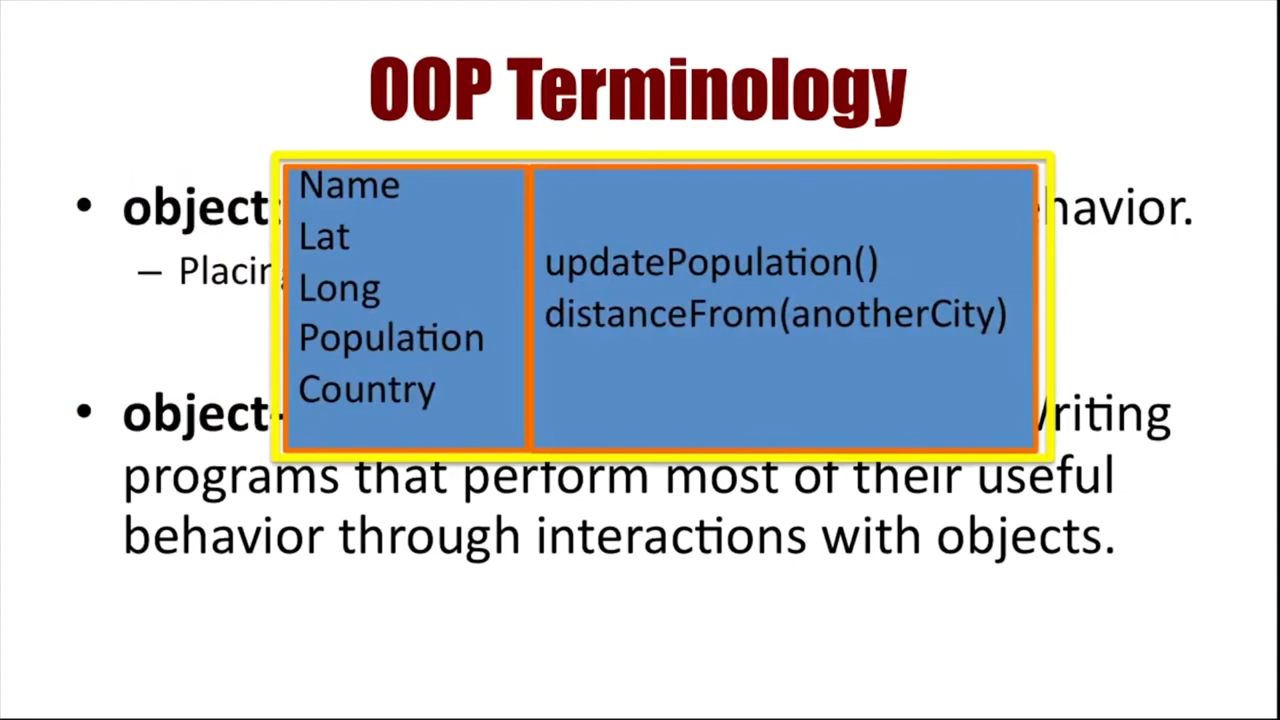 OOP Terminology
• object:
havior.
– Placin
• object-
riting
programs that perform most of their useful
behavior through interactions with objects.
Name
Lat
Long
Population
Country
updatePopulation()
distanceFrom(anotherCity)